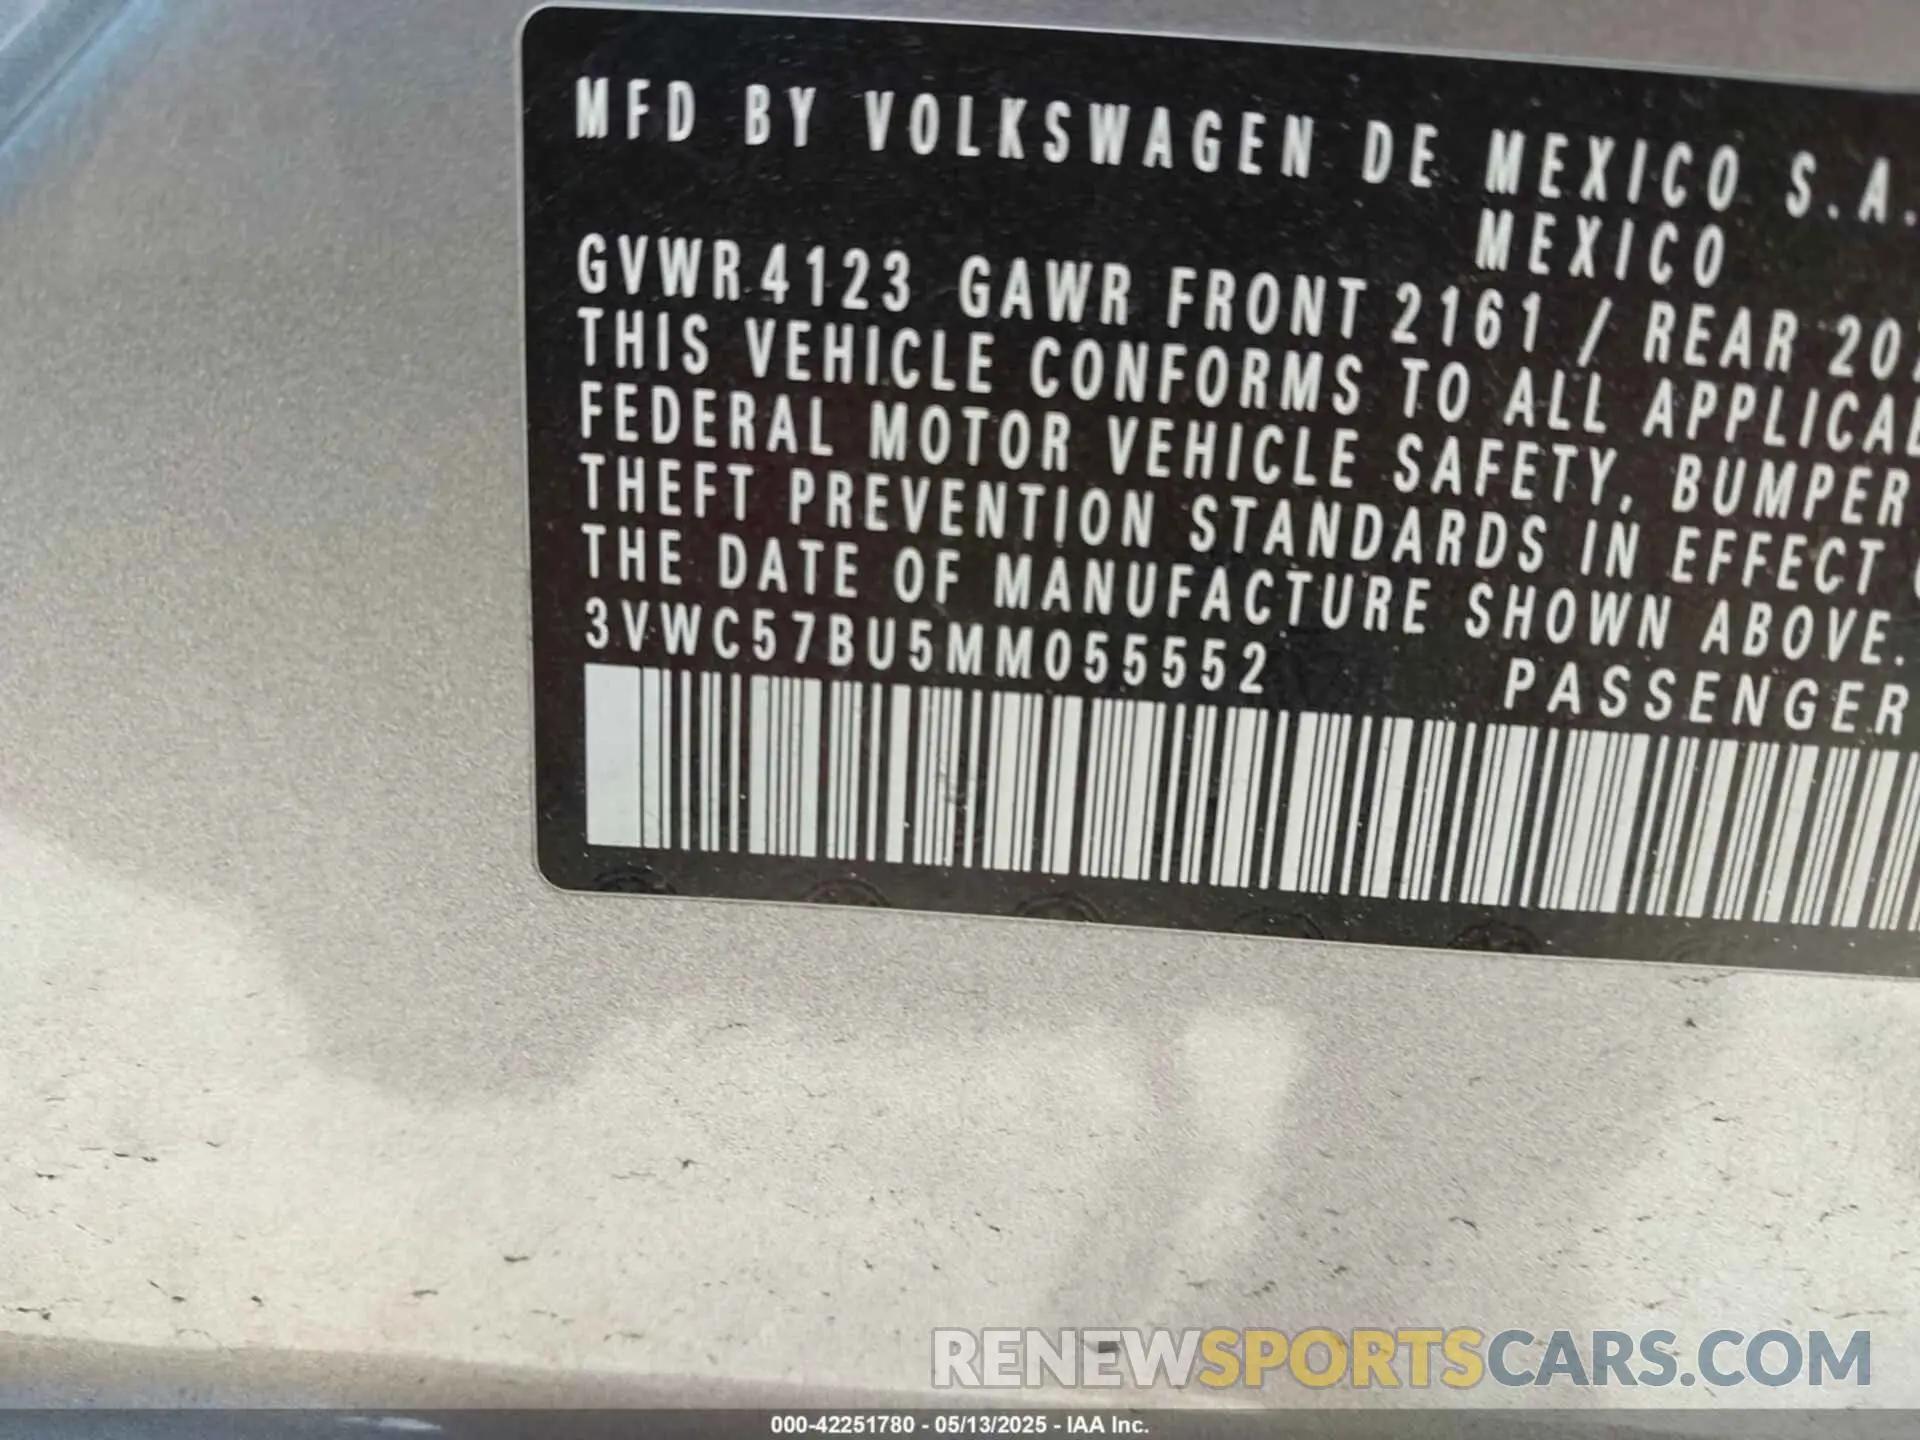 MFD BY VOLKSWAGEN DE MEXICO S.A.
MEXICO
GVWR 4123 GAWR FRONT 2161 / REAR
THIS VEHICLE CONFORMS TO ALL
FEDERAL MOTOR VEHICLE SAFETY, BUMPER
THEFT PREVENTION STANDARDS IN EFFECT
THE DATE OF MANUFACTURE SHOWN ABOVE.
3VWC57BU5MM055552 PASSENGER
RENEWSPORTSCARS.COM
000-42251780 - 05/13/2025 - IAA Inc.